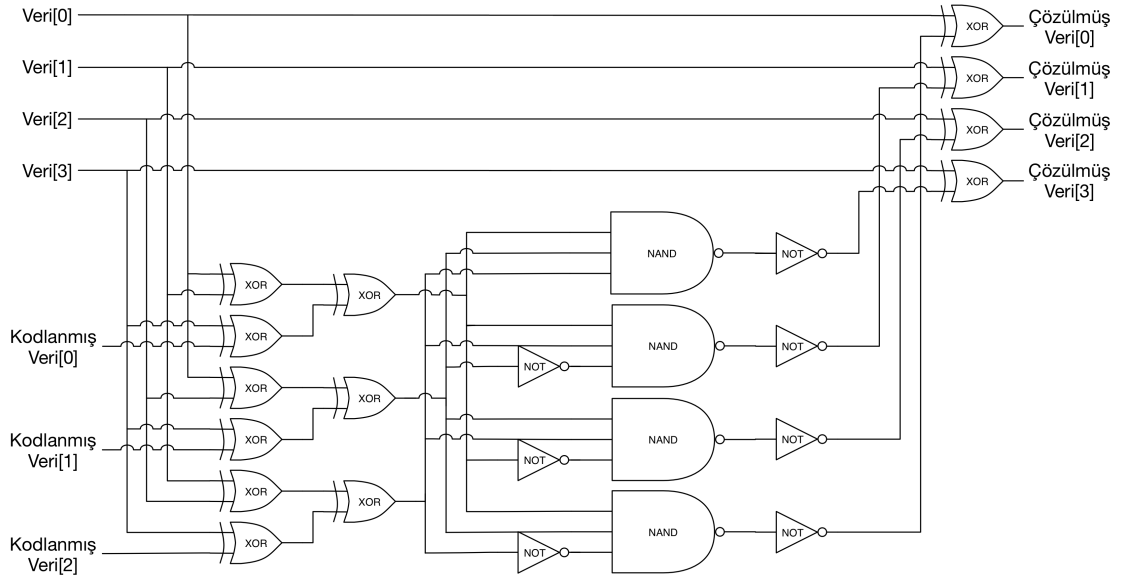 Veri[0]
XOR
Çözülmüş
Veri[0]
Veri[1]
XOR
Çözülmüş
Veri[1]
Veri[2]
XOR
Çözülmüş
Veri[2]
Veri[3]
XOR
Çözülmüş
Veri[3]
NAND
NOT
XOR
XOR
XOR
Kodlanmış
Veri[0]
NAND
NOT
NOT
XOR
XOR
XOR
Kodlanmış
Veri[1]
NAND
NOT
NOT
XOR
XOR
XOR
Kodlanmış
Veri[2]
NAND
NOT
NOT